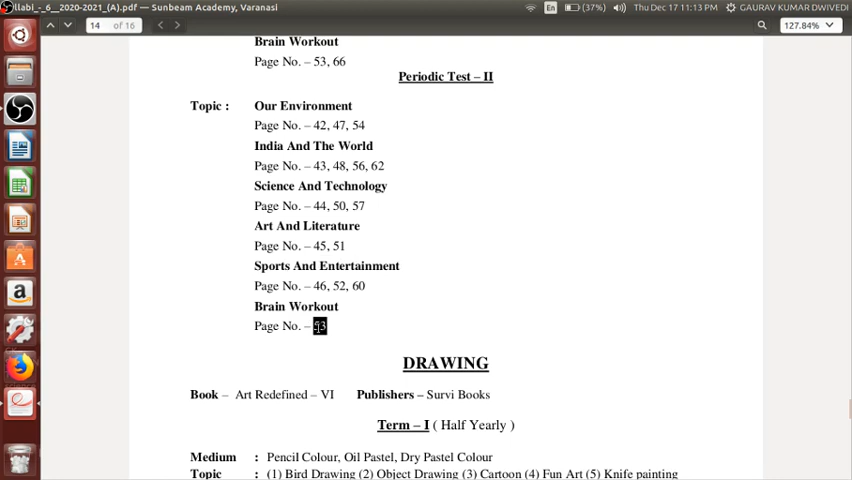 llabi_-_6__2020-2021_(A).pdf — Sunbeam Academy, Varanasi
En (37%) Thu Dec 17 11:13 PM GAURAV KUMAR DWIVEDI
14 of 16 127.84%
Brain Workout
Page No. – 53, 66
Periodic Test – II
Topic : Our Environment
Page No. – 42, 47, 54
India And The World
Page No. – 43, 48, 56, 62
Science And Technology
Page No. – 44, 50, 57
Art And Literature
Page No. – 45, 51
Sports And Entertainment
Page No. – 46, 52, 60
Brain Workout
Page No. –
DRAWING
Book – Art Redefined – VI Publishers – Survi Books
Term – I ( Half Yearly )
Medium : Pencil Colour, Oil Pastel, Dry Pastel Colour
Topic : (1) Bird Drawing (2) Object Drawing (3) Cartoon (4) Fun Art (5) Knife painting